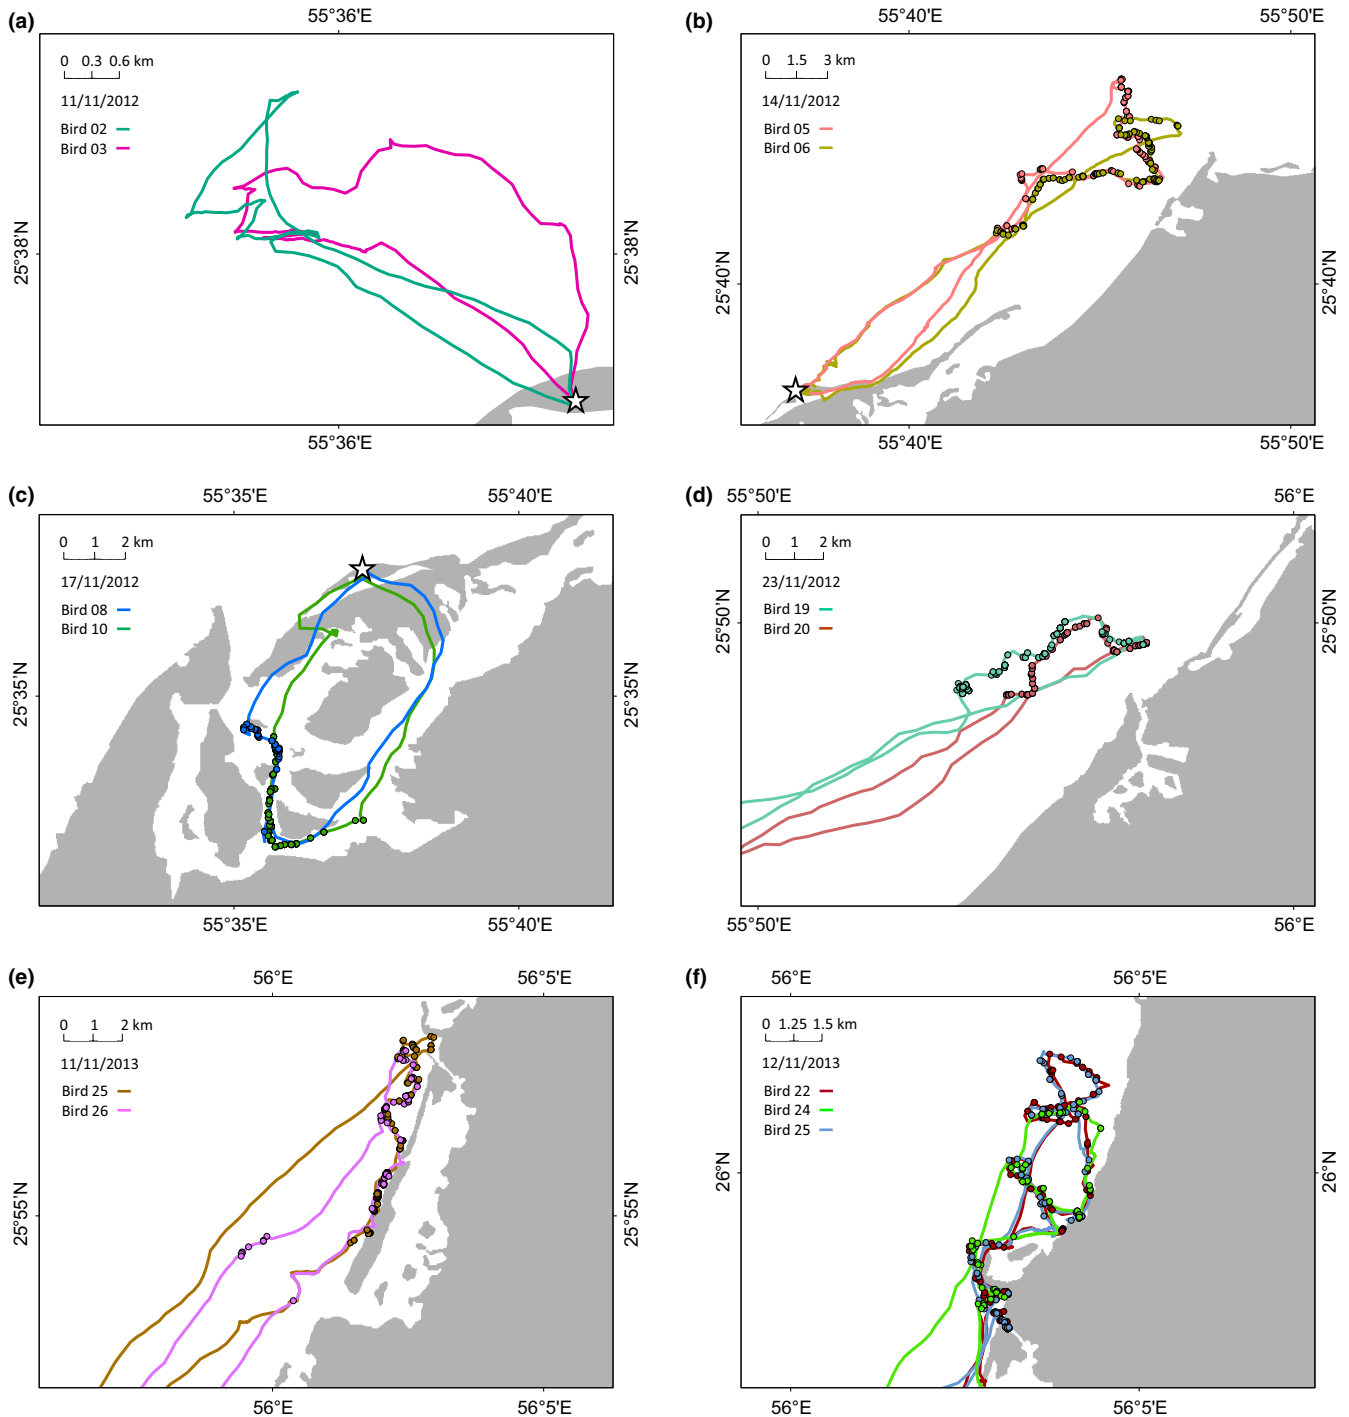 (a)
55°36'E
0 0.3 0.6 km
11/11/2012
Bird 02
Bird 03
25°38'N
25°38'N
55°36'E
(b)
55°40'E
55°50'E
0 1.5 3 km
14/11/2012
Bird 05
Bird 06
25°40'N
25°40'N
55°40'E
55°50'E
(c)
55°35'E
55°40'E
0 1 2 km
17/11/2012
Bird 08
Bird 10
25°35'N
25°35'N
55°35'E
55°40'E
(d)
55°50'E
56°E
0 1 2 km
23/11/2012
Bird 19
Bird 20
25°50'N
25°50'N
55°50'E
56°E
(e)
56°E
56°5'E
0 1 2 km
11/11/2013
Bird 25
Bird 26
25°55'N
25°55'N
56°E
56°5'E
(f)
56°E
56°5'E
0 1.25 1.5 km
12/11/2013
Bird 22
Bird 24
Bird 25
26°N
26°N
56°E
56°5'E